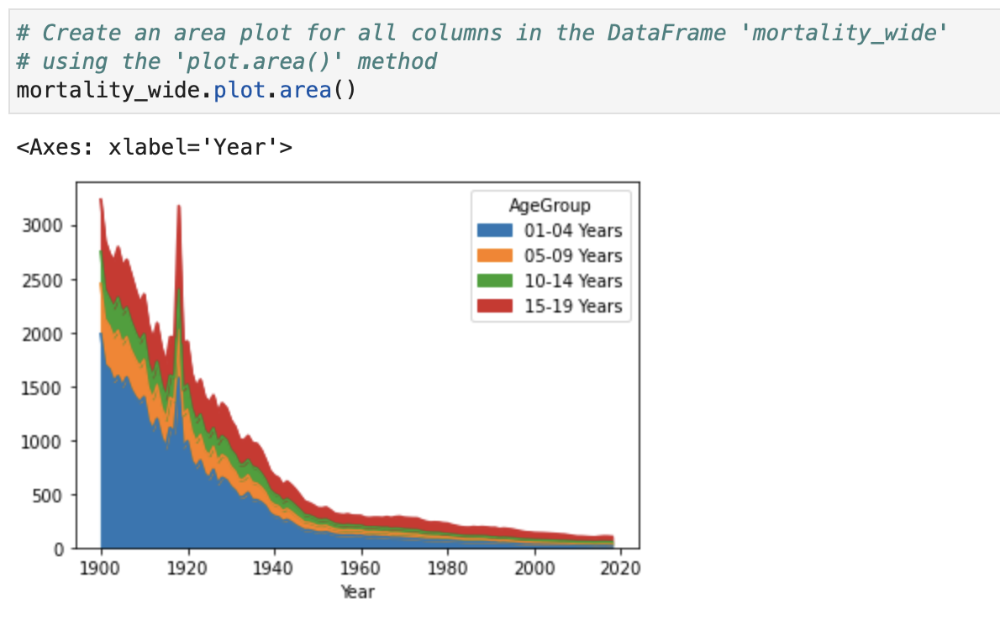 # Create an area plot for all columns in the DataFrame 'mortality_wide'
# using the 'plot.area()' method
mortality_wide.plot.area()
<Axes: xlabel='Year'>
AgeGroup
01-04 Years
05-09 Years
10-14 Years
15-19 Years
3000
2500
2000
1500
1000
500
0
1900 1920 1940 1960 1980 2000 2020
Year